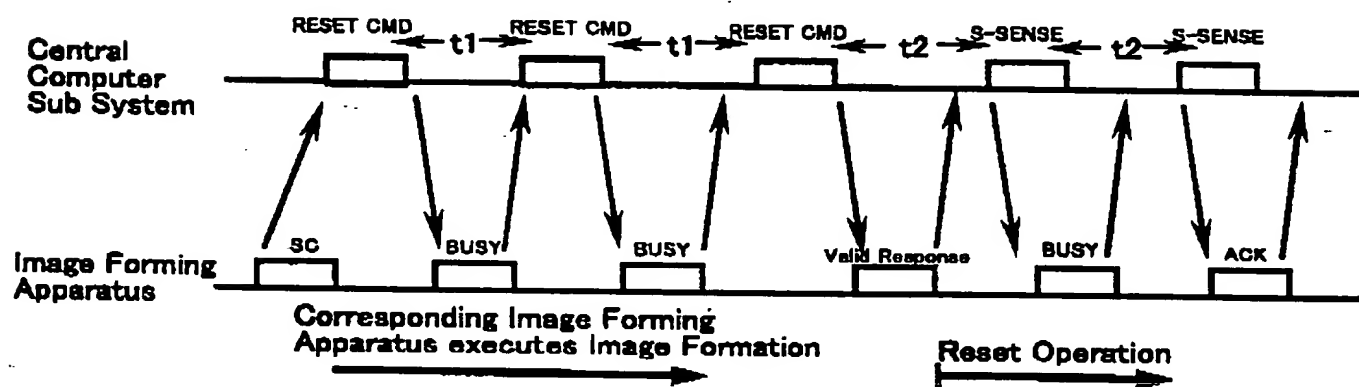 RESET CMD t1 RESET CMD t1 RESET CMD t2 S-SENSE t2 S-SENSE
Central
Computer
Sub System
SC BUSY BUSY Valid Response BUSY ACK
Image Forming
Apparatus
Corresponding Image Forming
Apparatus executes Image Formation
Reset Operation